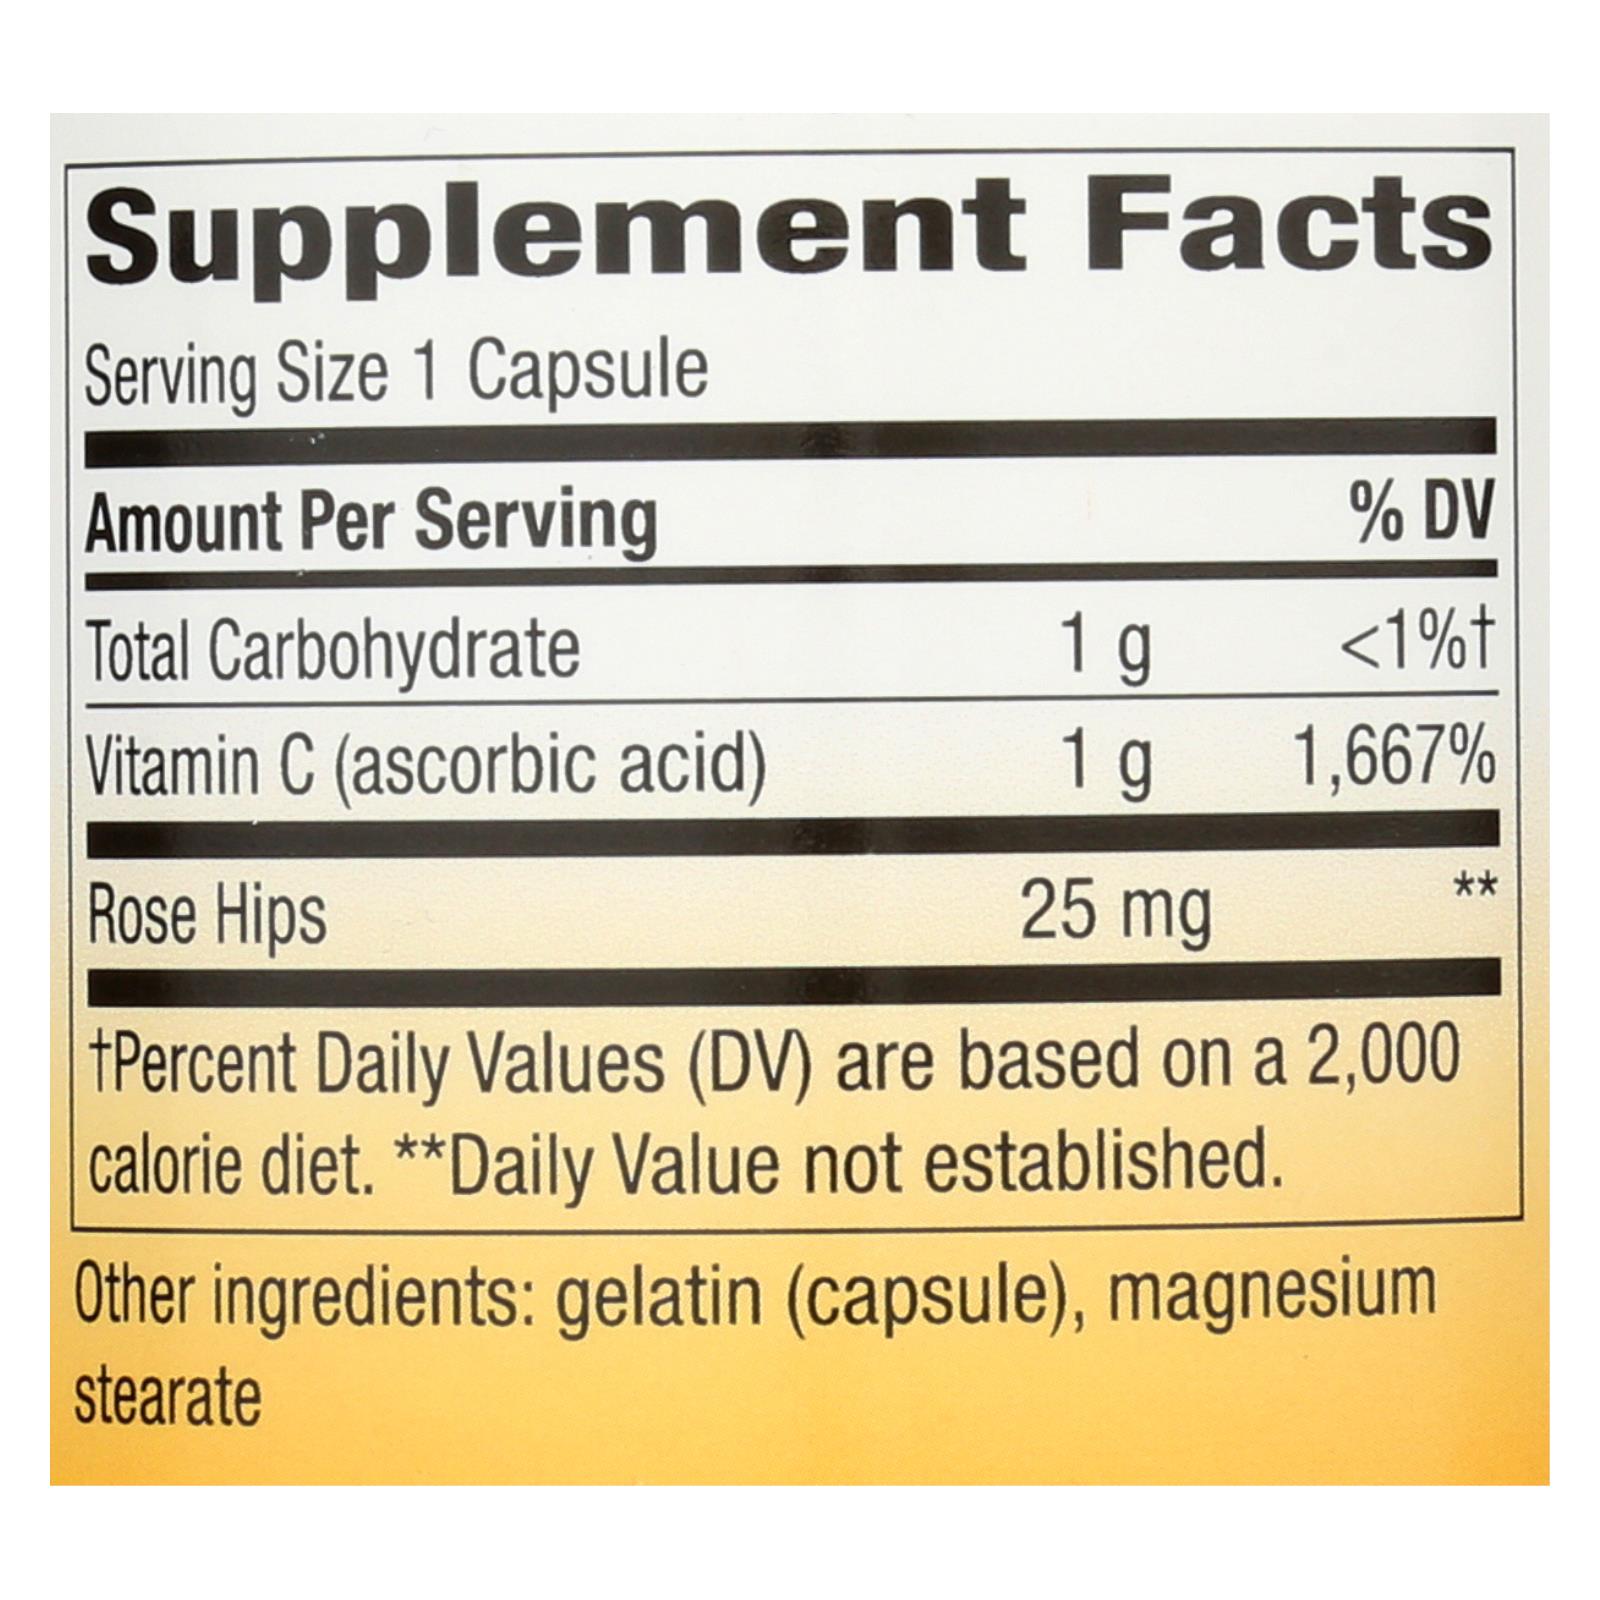 Supplement Facts
Serving Size 1 Capsule
Amount Per Serving % DV
Total Carbohydrate 1 g <1%†
Vitamin C (ascorbic acid) 1 g 1,667%
Rose Hips 25 mg **
†Percent Daily Values (DV) are based on a 2,000
calorie diet. **Daily Value not established.
Other ingredients: gelatin (capsule), magnesium
stearate